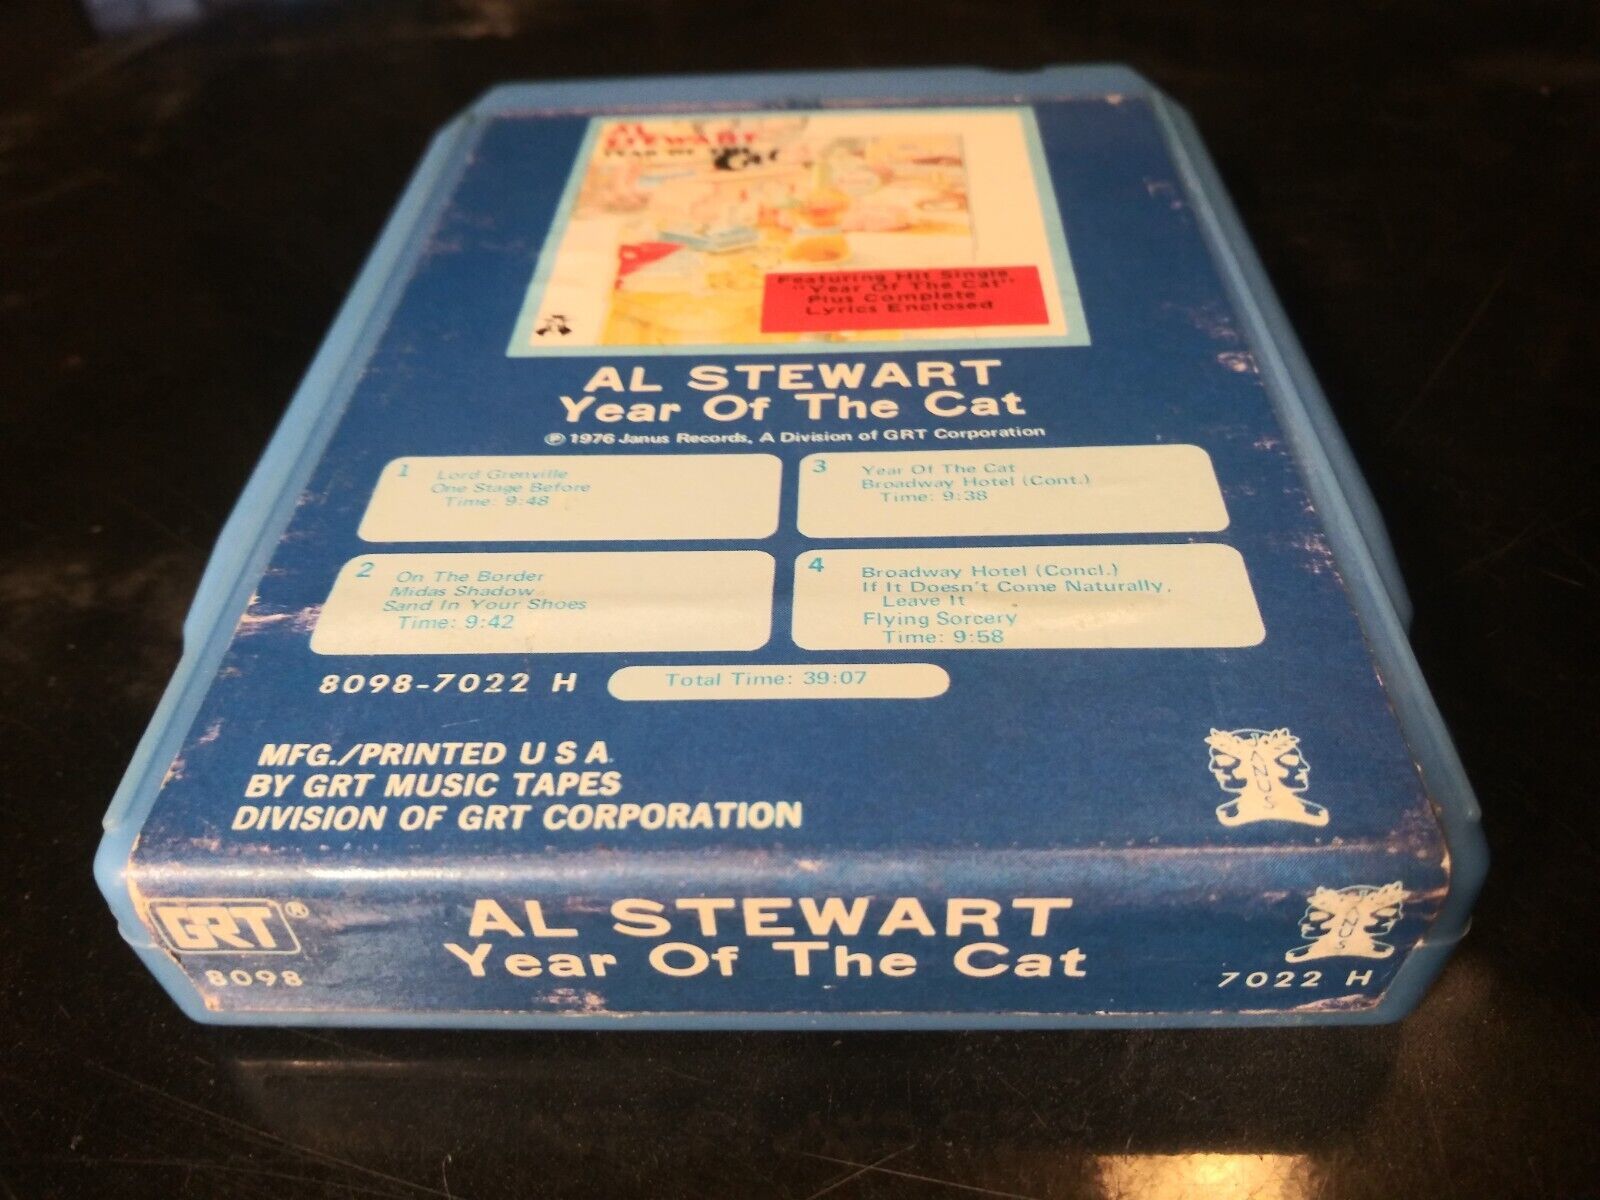 AL
STEWART
YEAR OF THE
Cat
Featuring Hit Single
"Year Of The Cat"
Plus Complete
Lyrics Enclosed
AL STEWART
Year Of The Cat
℗ 1976 Janus Records, A Division of GRT Corporation
1 Lord Grenville
One Stage Before
Time: 9:48
2 On The Border
Midas Shadow
Sand In Your Shoes
Time: 9:42
3 Year Of The Cat
Broadway Hotel (Cont.)
Time: 9:38
4 Broadway Hotel (Concl.)
If It Doesn't Come Naturally,
Leave It
Flying Sorcery
Time: 9:58
8098-7022 H
Total Time: 39:07
MFG./PRINTED U S A.
BY GRT MUSIC TAPES
DIVISION OF GRT CORPORATION
JANUS
GRT®
8098
AL STEWART
Year Of The Cat
JANUS
7022 H